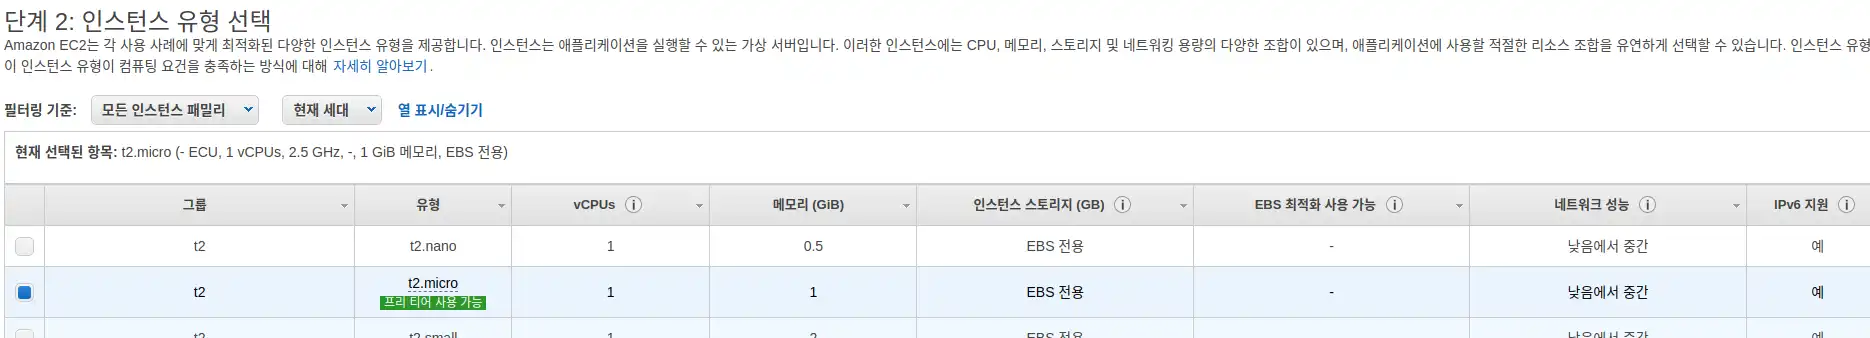 단계 2: 인스턴스 유형 선택
Amazon EC2는 각 사용 사례에 맞게 최적화된 다양한 인스턴스 유형을 제공합니다. 인스턴스는 애플리케이션을 실행할 수 있는 가상 서버입니다. 이러한 인스턴스에는 CPU, 메모리, 스토리지 및 네트워킹 용량의 다양한 조합이 있으며, 애플리케이션에 사용할 적절한 리소스 조합을 유연하게 선택할 수 있습니다. 인스턴스 유형
이 인스턴스 유형이 컴퓨팅 요건을 충족하는 방식에 대해 자세히 알아보기.
필터링 기준: 모든 인스턴스 패밀리 현재 세대 열 표시/숨기기
현재 선택된 항목: t2.micro (- ECU, 1 vCPUs, 2.5 GHz, -, 1 GiB 메모리, EBS 전용)
그룹 유형 vCPUs i 메모리 (GiB) 인스턴스 스토리지 (GB) i EBS 최적화 사용 가능 i 네트워크 성능 i IPv6 지원 i
t2 t2.nano 1 0.5 EBS 전용 - 낮음에서 중간 예
t2 t2.micro 1 1 EBS 전용 - 낮음에서 중간 예
프리 티어 사용 가능
t2 t2.small 1 2 EBS 전용 낮음에서 중간 예